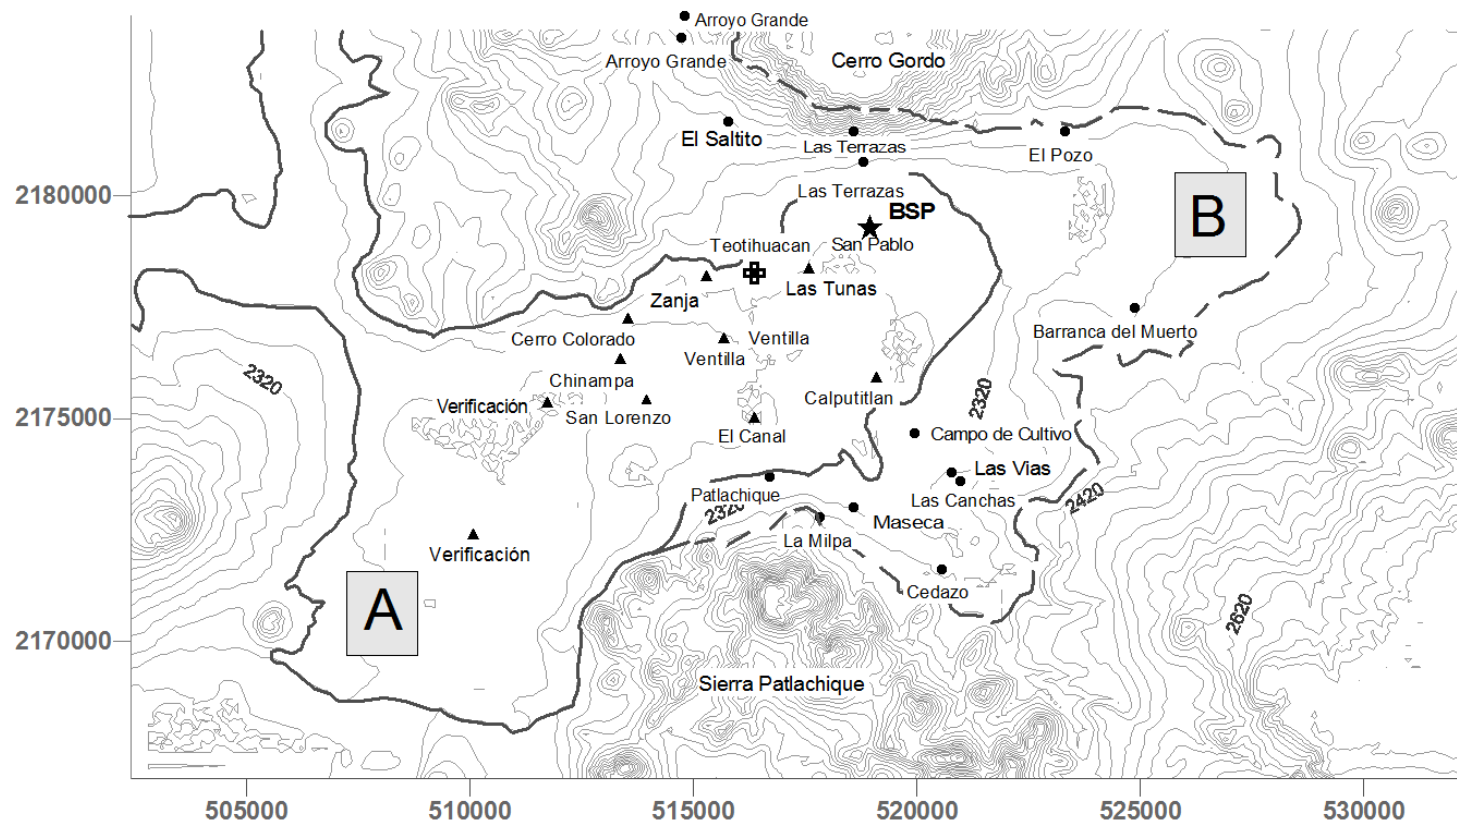 Arroyo Grande
Arroyo Grande
Cerro Gordo
El Saltito
Las Terrazas
El Pozo
2180000
Las Terrazas
BSP
B
Teotihuacan
San Pablo
Zanja
Las Tunas
Cerro Colorado
Ventilla
Ventilla
Barranca del Muerto
2320
Chinampa
Calputitlan
2320
Verificación
San Lorenzo
2175000
El Canal
Campo de Cultivo
Las Vias
Patlachique
Las Canchas
2420
2320
Maseca
La Milpa
Verificación
Cedazo
A
2620
2170000
Sierra Patlachique
505000
510000
515000
520000
525000
530000